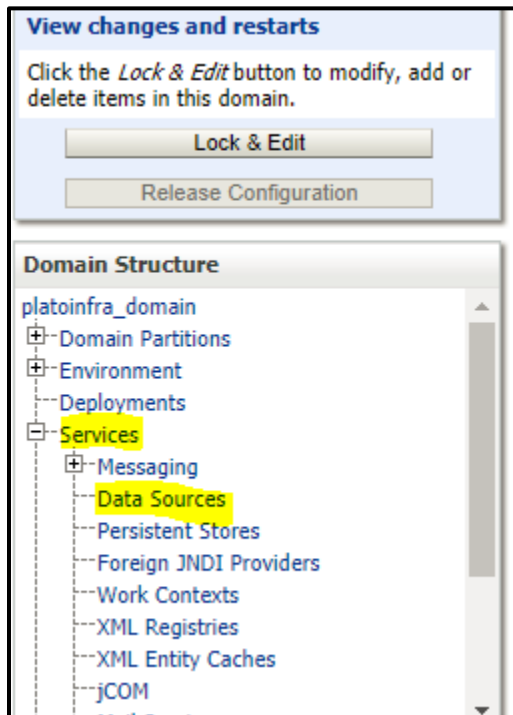 View changes and restarts
Click the Lock & Edit button to modify, add or
delete items in this domain.
Lock & Edit
Release Configuration
Domain Structure
platoinfra_domain
Domain Partitions
Environment
Deployments
Services
Messaging
Data Sources
Persistent Stores
Foreign JNDI Providers
Work Contexts
XML Registries
XML Entity Caches
jCOM